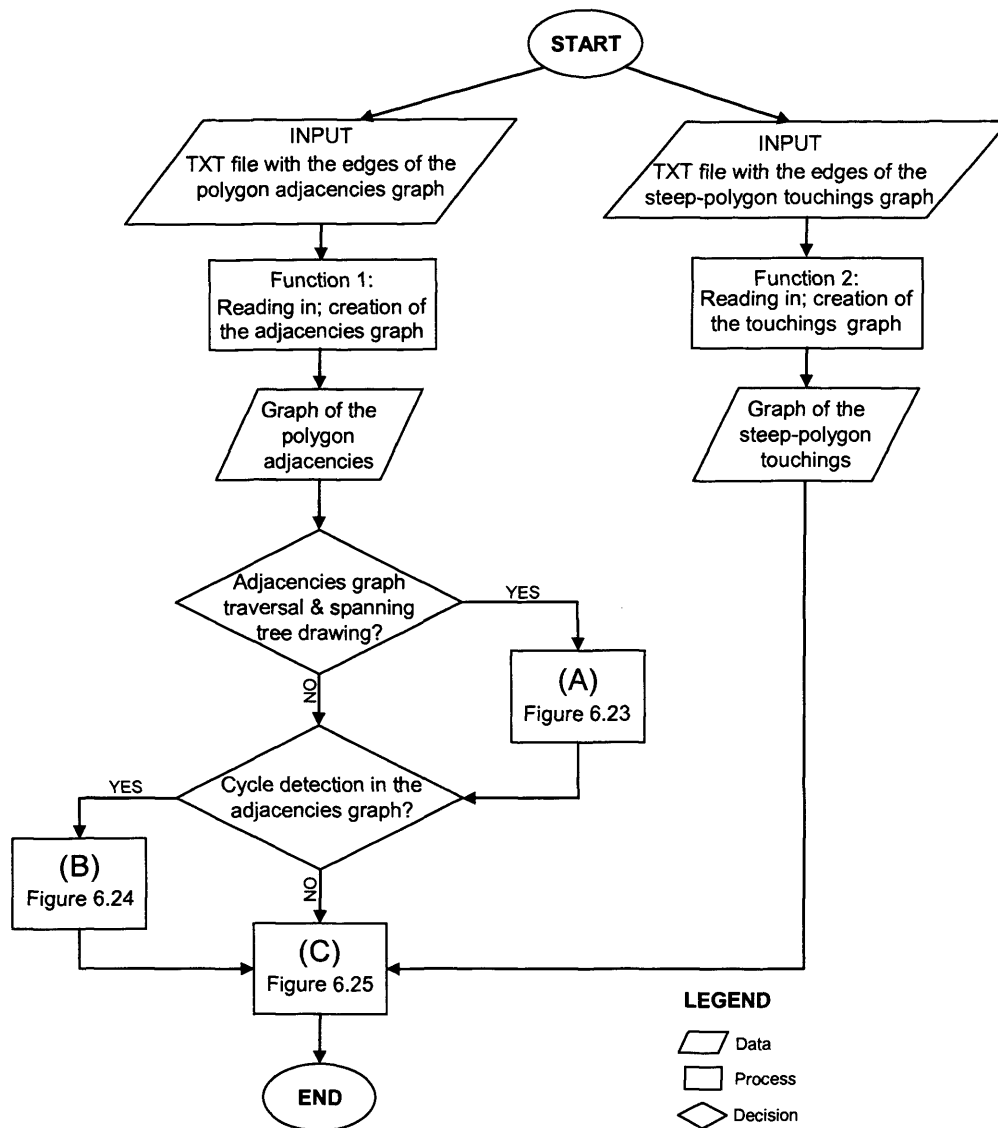 START
INPUT
TXT file with the edges of the
polygon adjacencies graph
INPUT
TXT file with the edges of the
steep-polygon touchings graph
Function 1:
Reading in; creation of
the adjacencies graph
Function 2:
Reading in; creation of
the touchings graph
Graph of the
polygon
adjacencies
Graph of the
steep-polygon
touchings
Adjacencies graph
traversal & spanning
tree drawing?
YES
(A)
Figure 6.23
NO
Cycle detection in the
adjacencies graph?
YES
(B)
Figure 6.24
NO
(C)
Figure 6.25
END
LEGEND
Data
Process
Decision